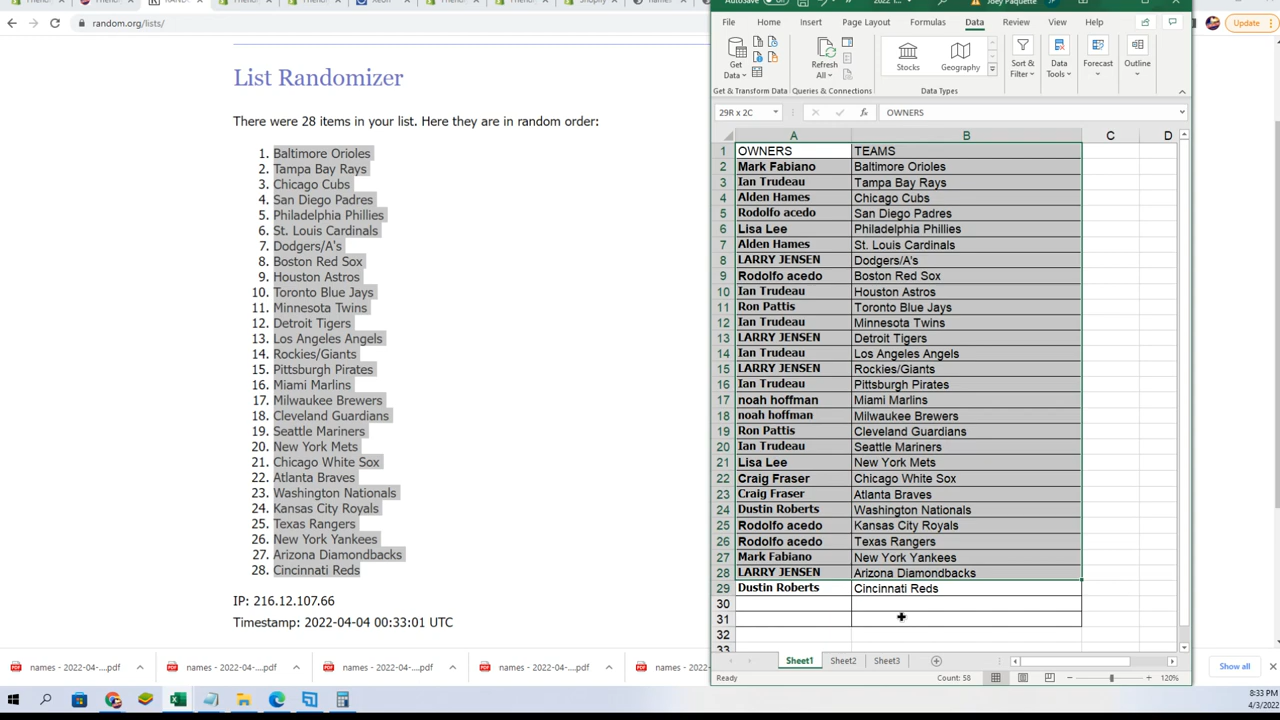 random.org/lists/
Update
List Randomizer
There were 28 items in your list. Here they are in random order:
1. Baltimore Orioles
2. Tampa Bay Rays
3. Chicago Cubs
4. San Diego Padres
5. Philadelphia Phillies
6. St. Louis Cardinals
7. Dodgers/A's
8. Boston Red Sox
9. Houston Astros
10. Toronto Blue Jays
11. Minnesota Twins
12. Detroit Tigers
13. Los Angeles Angels
14. Rockies/Giants
15. Pittsburgh Pirates
16. Miami Marlins
17. Milwaukee Brewers
18. Cleveland Guardians
19. Seattle Mariners
20. New York Mets
21. Chicago White Sox
22. Atlanta Braves
23. Washington Nationals
24. Kansas City Royals
25. Texas Rangers
26. New York Yankees
27. Arizona Diamondbacks
28. Cincinnati Reds
IP: 216.12.107.66
Timestamp: 2022-04-04 00:33:01 UTC
File Home Insert Page Layout Formulas Data Review View Help
Get Data Refresh All Stocks Geography Sort & Filter Data Tools Forecast Outline
Get & Transform Data Queries & Connections Data Types
29R x 2C fx OWNERS
A B C D
1 OWNERS TEAMS
2 Mark Fabiano Baltimore Orioles
3 Ian Trudeau Tampa Bay Rays
4 Alden Hames Chicago Cubs
5 Rodolfo acedo San Diego Padres
6 Lisa Lee Philadelphia Phillies
7 Alden Hames St. Louis Cardinals
8 LARRY JENSEN Dodgers/A's
9 Rodolfo acedo Boston Red Sox
10 Ian Trudeau Houston Astros
11 Ron Pattis Toronto Blue Jays
12 Ian Trudeau Minnesota Twins
13 LARRY JENSEN Detroit Tigers
14 Ian Trudeau Los Angeles Angels
15 LARRY JENSEN Rockies/Giants
16 Ian Trudeau Pittsburgh Pirates
17 noah hoffman Miami Marlins
18 noah hoffman Milwaukee Brewers
19 Ron Pattis Cleveland Guardians
20 Ian Trudeau Seattle Mariners
21 Lisa Lee New York Mets
22 Craig Fraser Chicago White Sox
23 Craig Fraser Atlanta Braves
24 Dustin Roberts Washington Nationals
25 Rodolfo acedo Kansas City Royals
26 Rodolfo acedo Texas Rangers
27 Mark Fabiano New York Yankees
28 LARRY JENSEN Arizona Diamondbacks
29 Dustin Roberts Cincinnati Reds
30
31
32
33
Sheet1 Sheet2 Sheet3
Ready Count: 58 120%
names - 2022-04-....pdf names - 2022-04-....pdf names - 2022-04-....pdf names - 2022-04-....pdf Show all
8:33 PM
4/3/2022